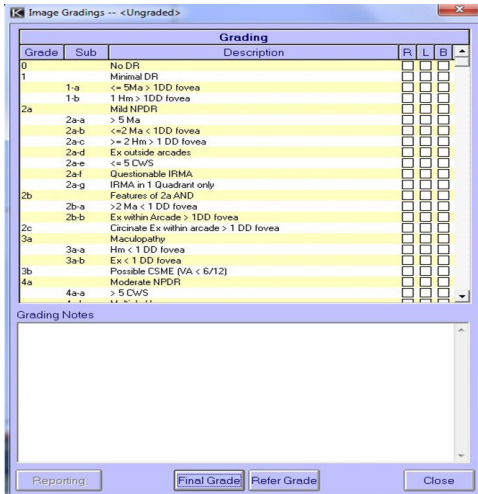 Image Gradings -- <Ungraded>
Grading
Grade Sub Description R L B
0 No DR
1 Minimal DR
1-a <= 5Ma > 1DD fovea
1-b 1 Hm > 1DD fovea
2a Mild NPDR
2a-a > 5 Ma
2a-b <=2 Ma < 1DD fovea
2a-c >= 2 Hm > 1 DD fovea
2a-d Ex outside arcades
2a-e <= 5 CWS
2a-f Questionable IRMA
2a-g IRMA in 1 Quadrant only
2b Features of 2a AND
2b-a >2 Ma < 1 DD fovea
2b-b Ex within Arcade > 1DD fovea
2c Circinate Ex within arcade > 1 DD fovea
3a Maculopathy
3a-a Hm < 1 DD fovea
3a-b Ex < 1 DD fovea
3b Possible CSME (VA < 6/12)
4a Moderate NPDR
4a-a > 5 CWS
Grading Notes
Reporting Final Grade Refer Grade Close